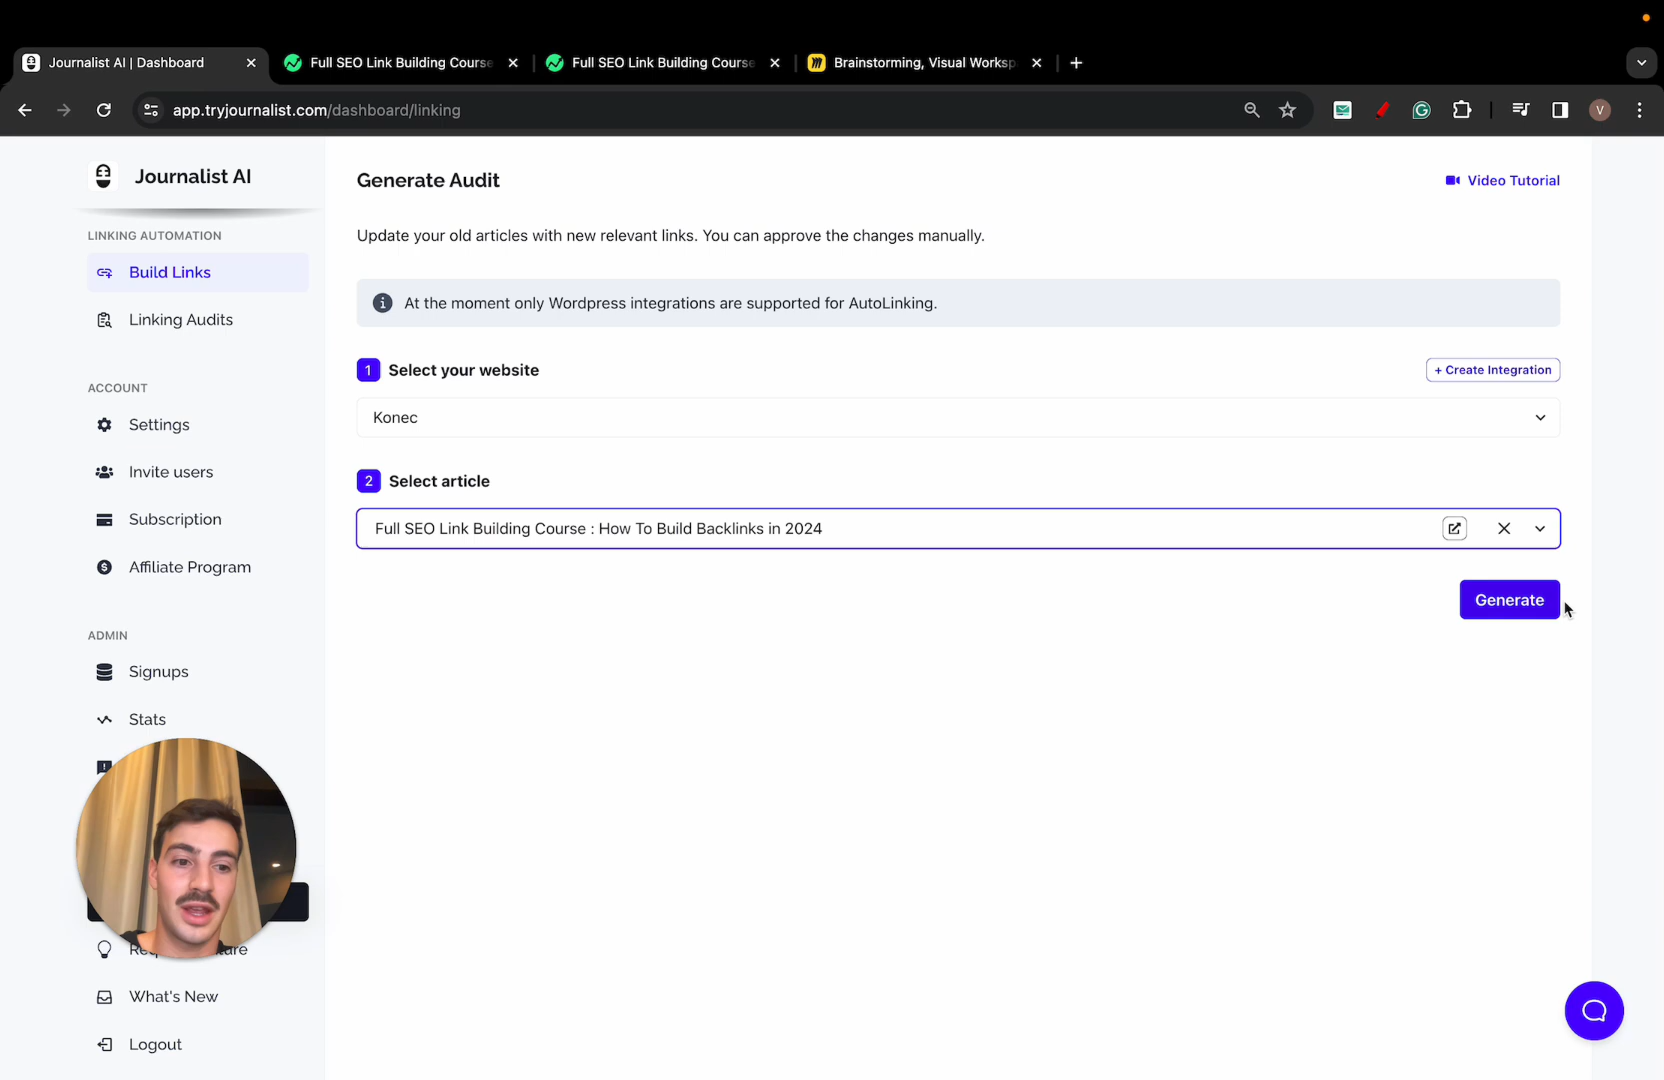 Journalist AI | Dashboard
Full SEO Link Building Course
Full SEO Link Building Course
Brainstorming, Visual Worksp
app.tryjournalist.com/dashboard/linking
V
Journalist AI
LINKING AUTOMATION
Build Links
Linking Audits
ACCOUNT
Settings
Invite users
Subscription
Affiliate Program
ADMIN
Signups
Stats
What's New
Logout
Generate Audit
Video Tutorial
Update your old articles with new relevant links. You can approve the changes manually.
At the moment only Wordpress integrations are supported for AutoLinking.
1 Select your website
+ Create Integration
Konec
2 Select article
Full SEO Link Building Course : How To Build Backlinks in 2024
Generate